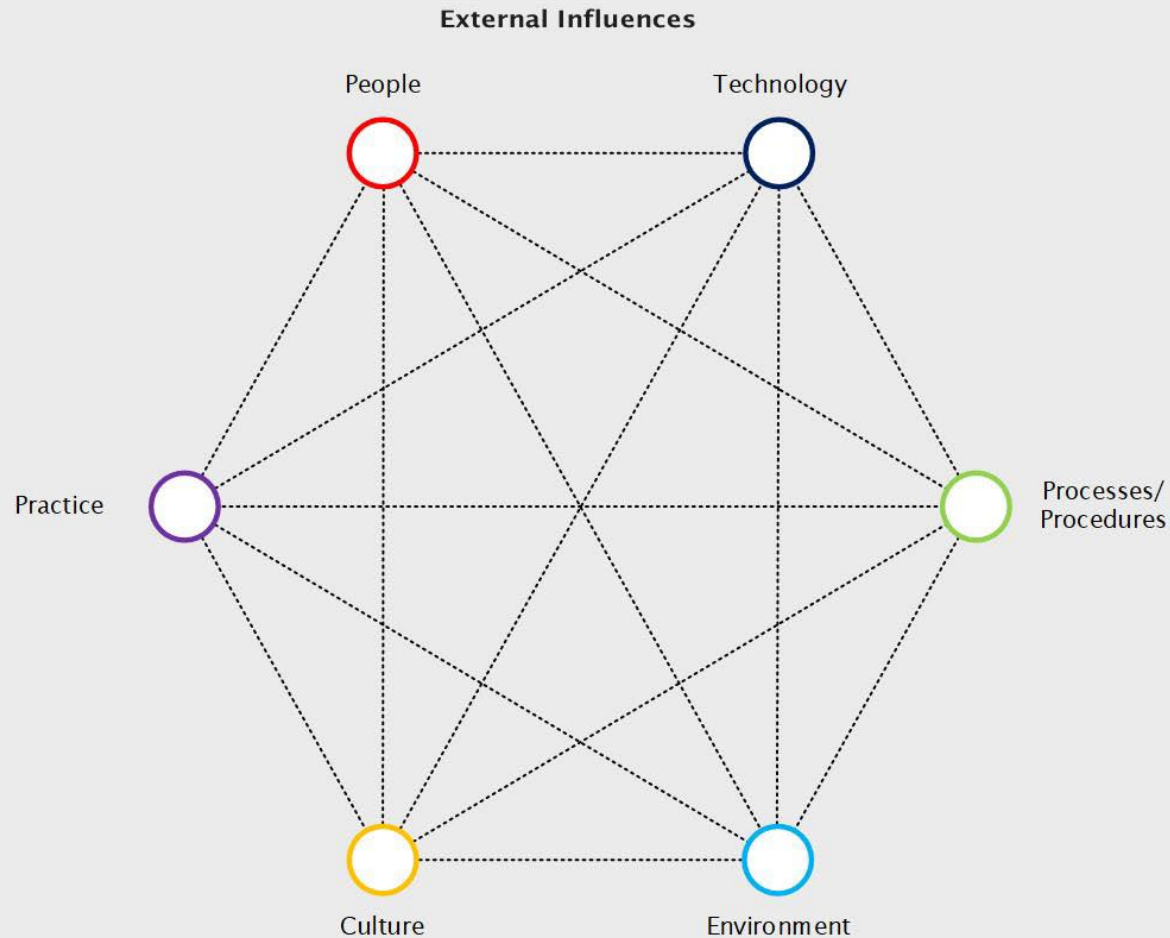 External Influences
People
Technology
Practice
Processes/
Procedures
Culture
Environment